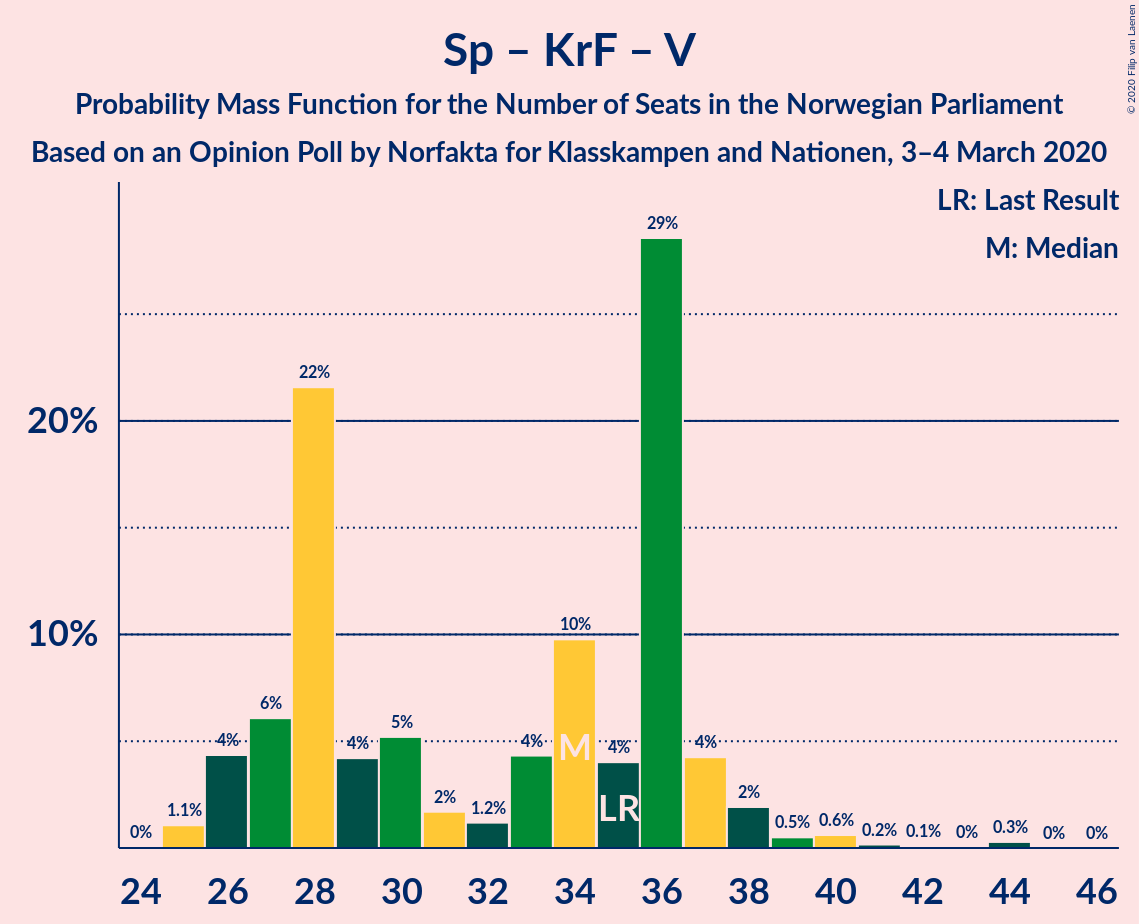 Sp – KrF – V
Probability Mass Function for the Number of Seats in the Norwegian Parliament
Based on an Opinion Poll by Norfakta for Klasskampen and Nationen, 3–4 March 2020
© 2020 Filip van Laenen
LR: Last Result
M: Median
29%
22%
20%
10%
10%
6%
5%
4%
4%
4%
4%
4%
M
LR
2%
2%
1.1%
1.2%
0.5%
0.6%
0.2%
0.1%
0%
0.3%
0%
0%
0%
24 26 28 30 32 34 36 38 40 42 44 46